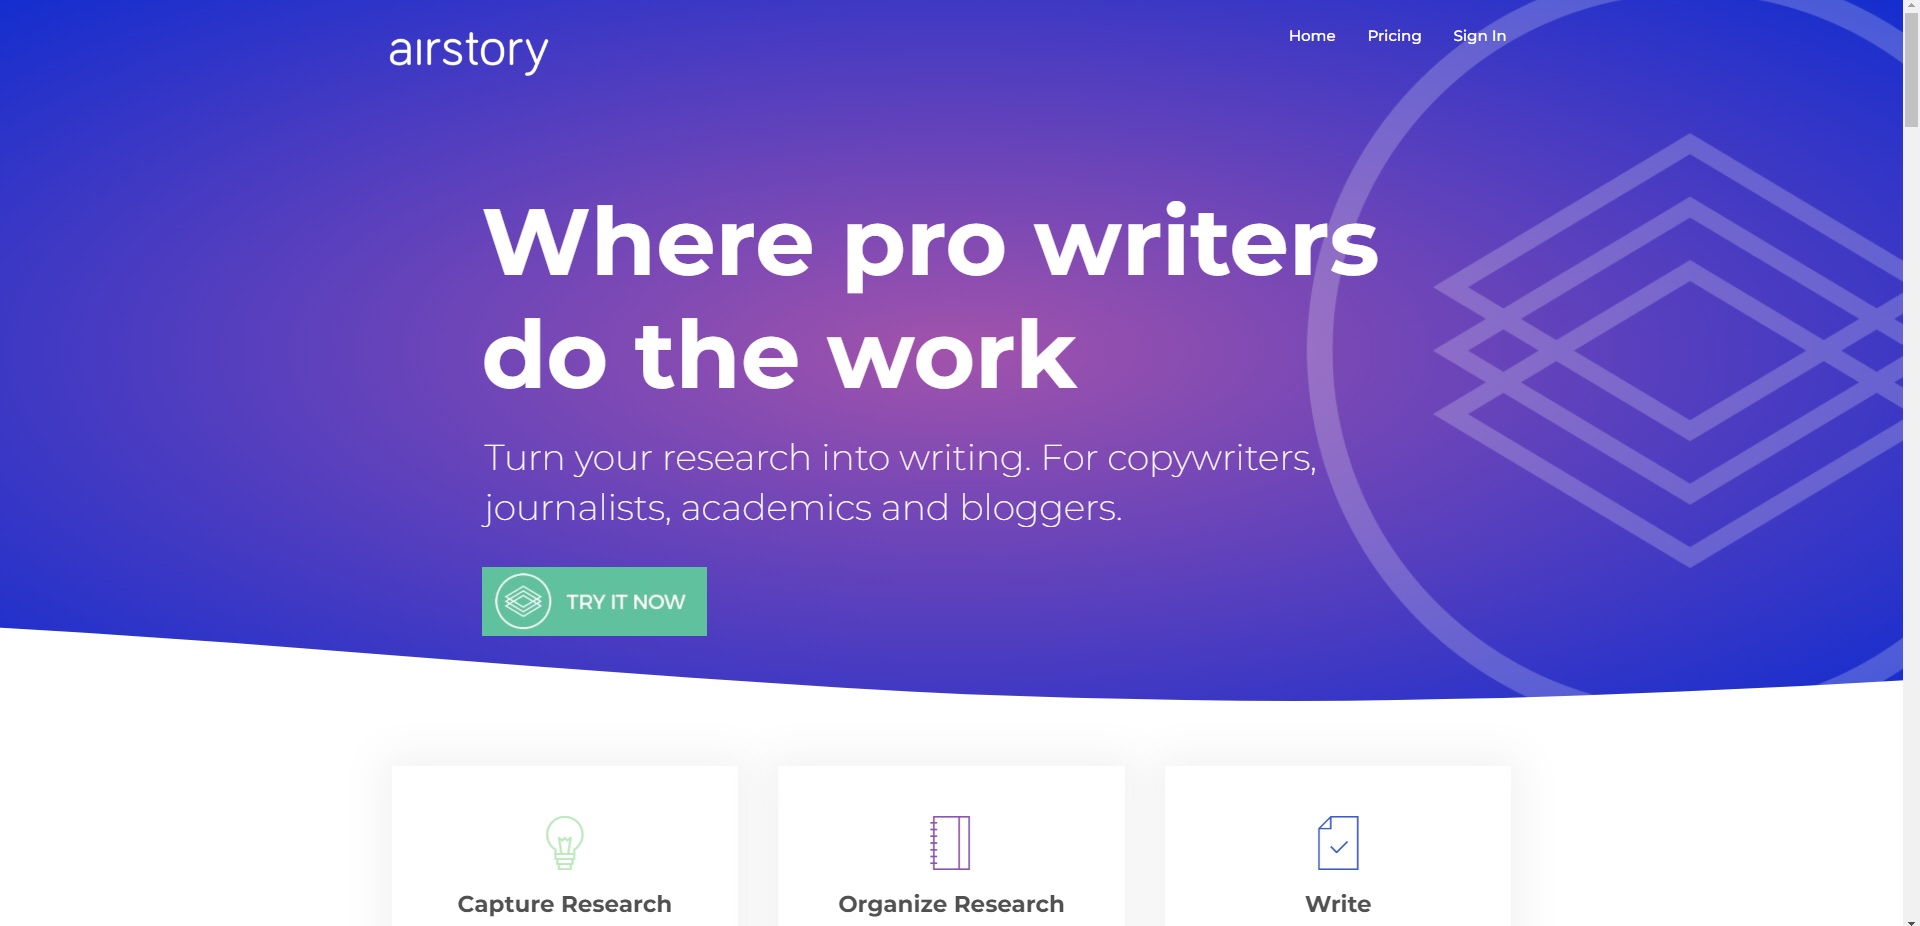 airstory
Home
Pricing
Sign In
Where pro writers
do the work
Turn your research into writing. For copywriters,
journalists, academics and bloggers.
TRY IT NOW
Capture Research
Organize Research
Write